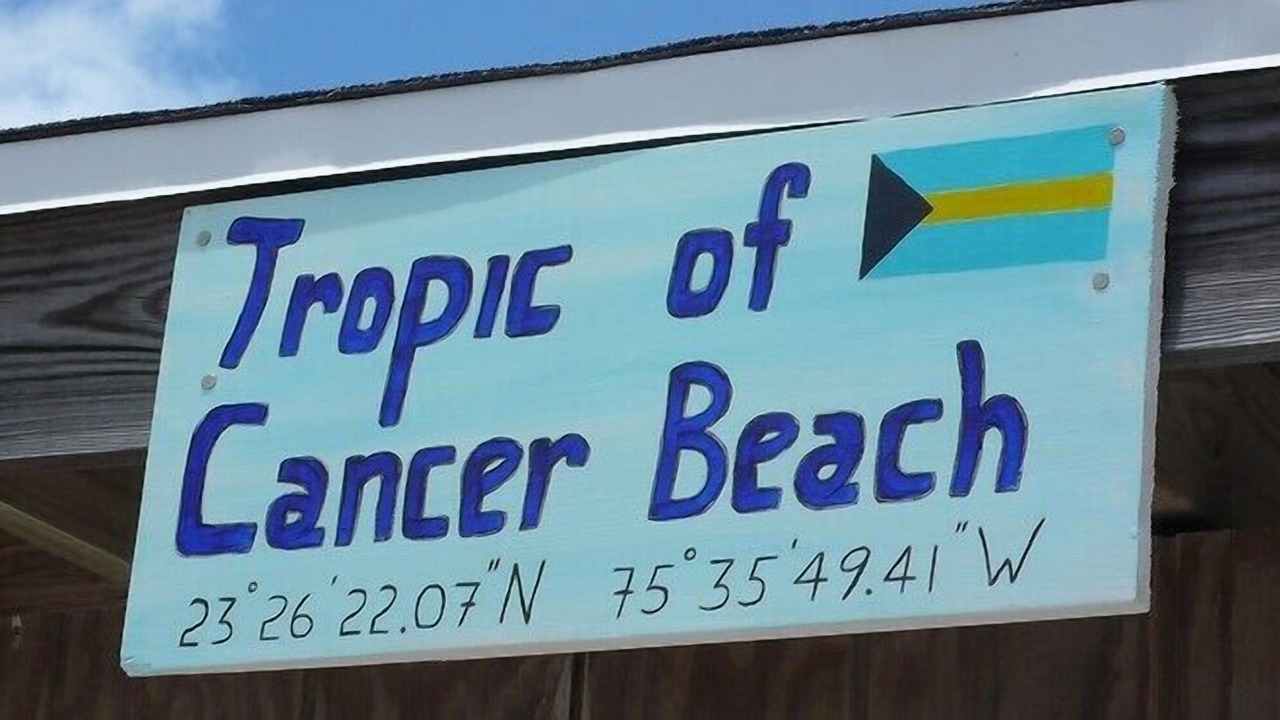 Tropic of
Cancer Beach
23°26'22.07"N 75°35'49.41"W